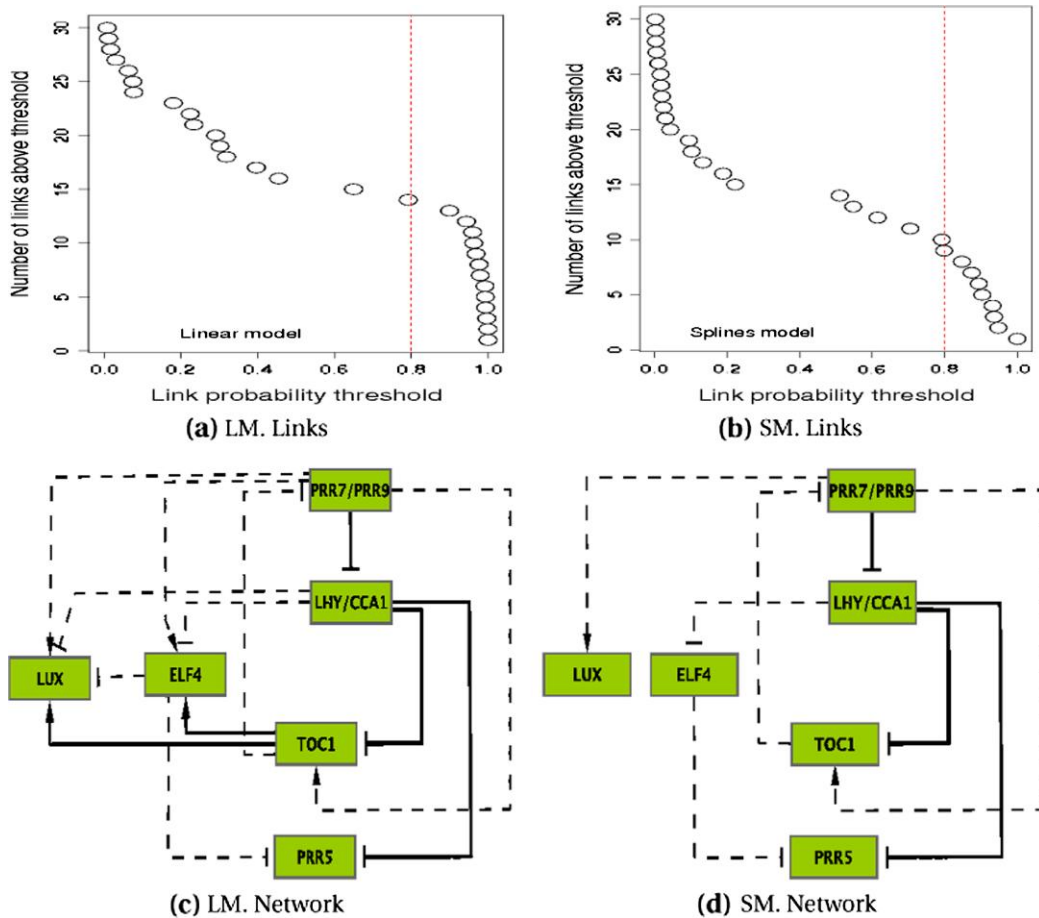 Number of links above threshold
30
25
20
15
10
5
0
Linear model
0.0 0.2 0.4 0.6 0.8 1.0
Link probability threshold
(a) LM. Links
Number of links above threshold
30
25
20
15
10
5
0
Splines model
0.0 0.2 0.4 0.6 0.8 1.0
Link probability threshold
(b) SM. Links
PRR7/PRR9
LHY/CCA1
LUX
ELF4
TOC1
PRR5
(c) LM. Network
PRR7/PRR9
LHY/CCA1
LUX
ELF4
TOC1
PRR5
(d) SM. Network